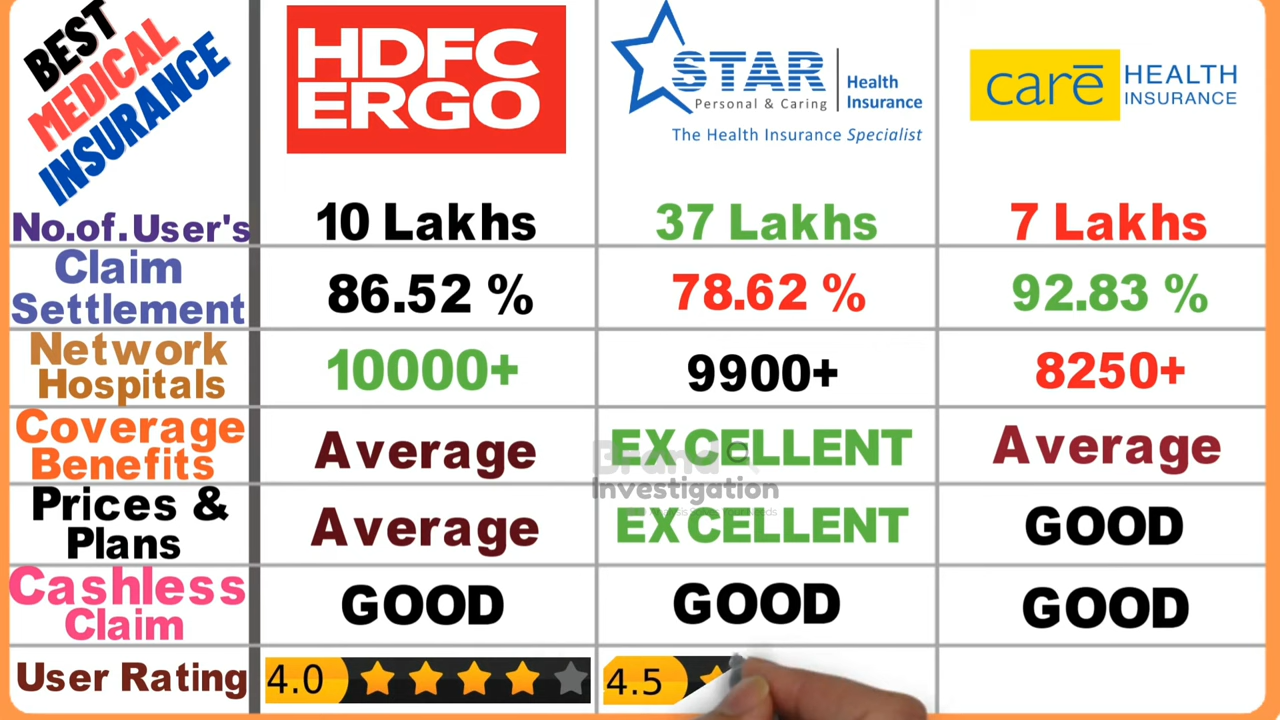 BEST
MEDICAL
INSURANCE
HDFC
ERGO
STAR
Personal & Caring
Health
Insurance
The Health Insurance Specialist
carē
HEALTH
INSURANCE
No.of.User's
10 Lakhs
37 Lakhs
7 Lakhs
Claim
Settlement
86.52 %
78.62 %
92.83 %
Network
Hospitals
10000+
9900+
8250+
Coverage
Benefits
Average
EXCELLENT
Average
Brand
Investigation
Prices &
Plans
Average
EXCELLENT
GOOD
Cashless
Claim
GOOD
GOOD
GOOD
User Rating
4.0
4.5